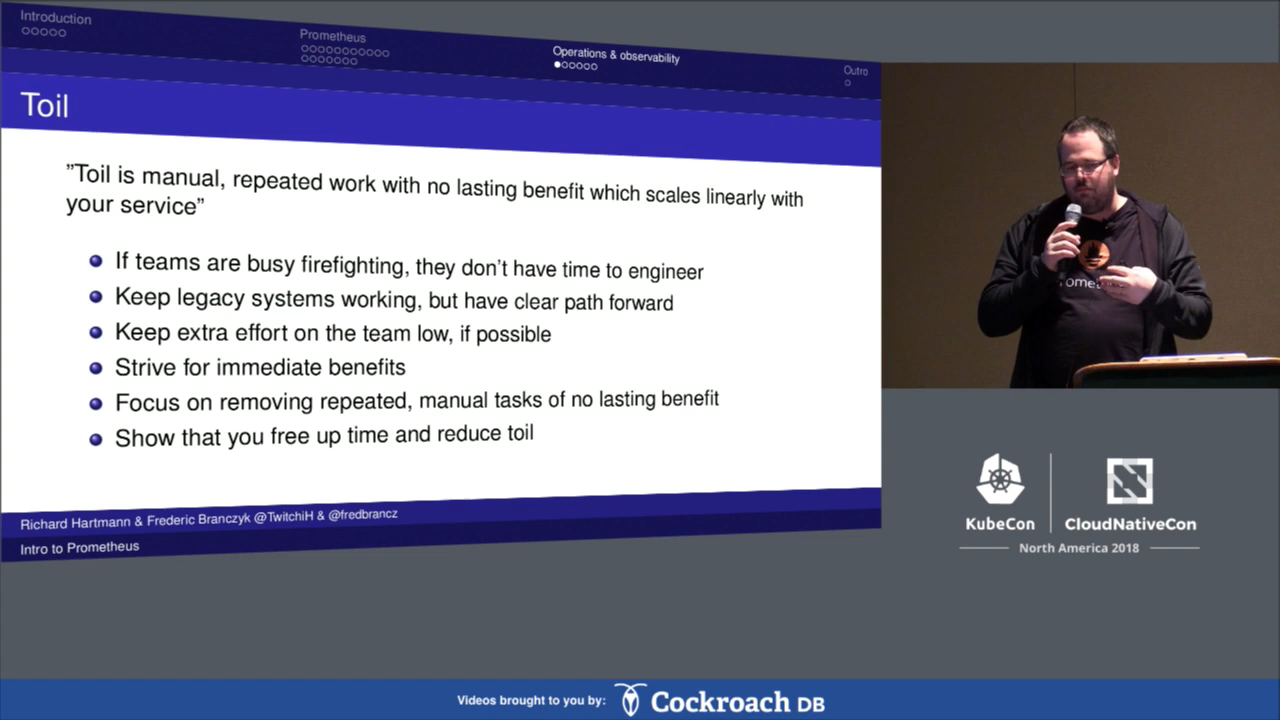 Introduction
Prometheus
Operations & observability
Outro
Toil
”Toil is manual, repeated work with no lasting benefit which scales linearly with
your service”
If teams are busy firefighting, they don’t have time to engineer
Keep legacy systems working, but have clear path forward
Keep extra effort on the team low, if possible
Strive for immediate benefits
Focus on removing repeated, manual tasks of no lasting benefit
Show that you free up time and reduce toil
Richard Hartmann & Frederic Branczyk @TwitchiH & @fredbrancz
Intro to Prometheus
KubeCon
CloudNativeCon
North America 2018
Videos brought to you by:
Cockroach DB